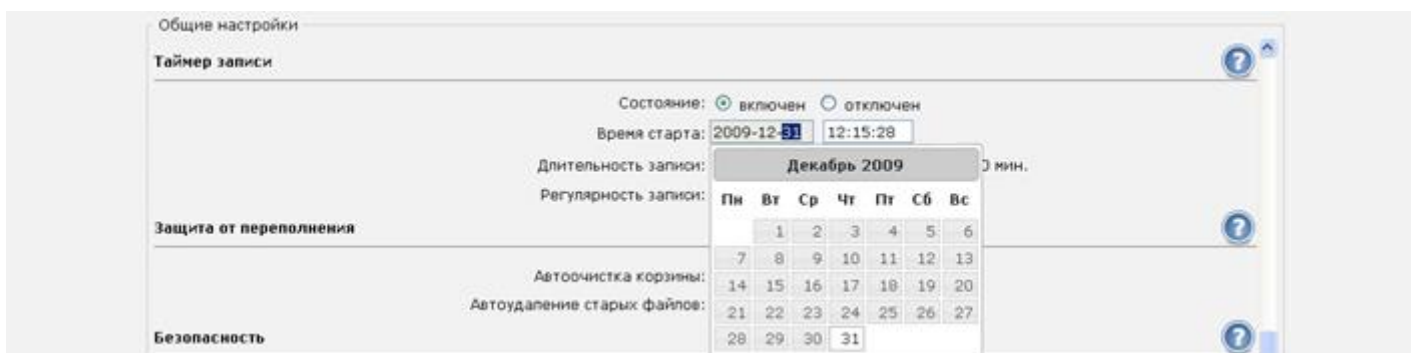 Общие настройки
Таймер записи
Состояние: включен отключен
Время старта: 2009-12-31 12:15:28
Длительность записи: 0 мин.
Декабрь 2009
Регулярность записи:
Пн Вт Ср Чт Пт Сб Вс
Защита от переполнения
1 2 3 4 5 6
7 8 9 10 11 12 13
Автоочистка корзины:
14 15 16 17 18 19 20
Автоудаление старых файлов:
21 22 23 24 25 26 27
Безопасность
28 29 30 31